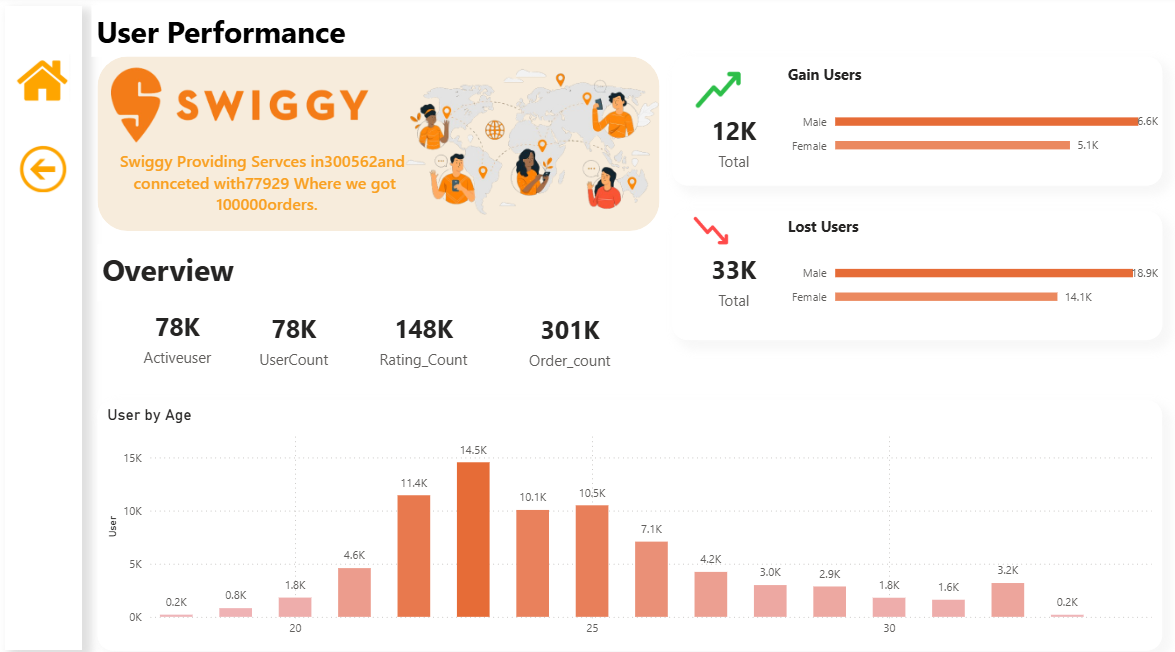 User Performance
SWIGGY
Swiggy Providing Servces in300562and
connceted with77929 Where we got
100000orders.
Gain Users
12K
Total
Male 6.6K
Female 5.1K
Lost Users
33K
Total
Male 18.9K
Female 14.1K
Overview
78K
Activeuser
78K
UserCount
148K
Rating_Count
301K
Order_count
User by Age
User
15K
10K
5K
0K
0.2K
0.8K
1.8K
4.6K
11.4K
14.5K
10.1K
10.5K
7.1K
4.2K
3.0K
2.9K
1.8K
1.6K
3.2K
0.2K
20
25
30